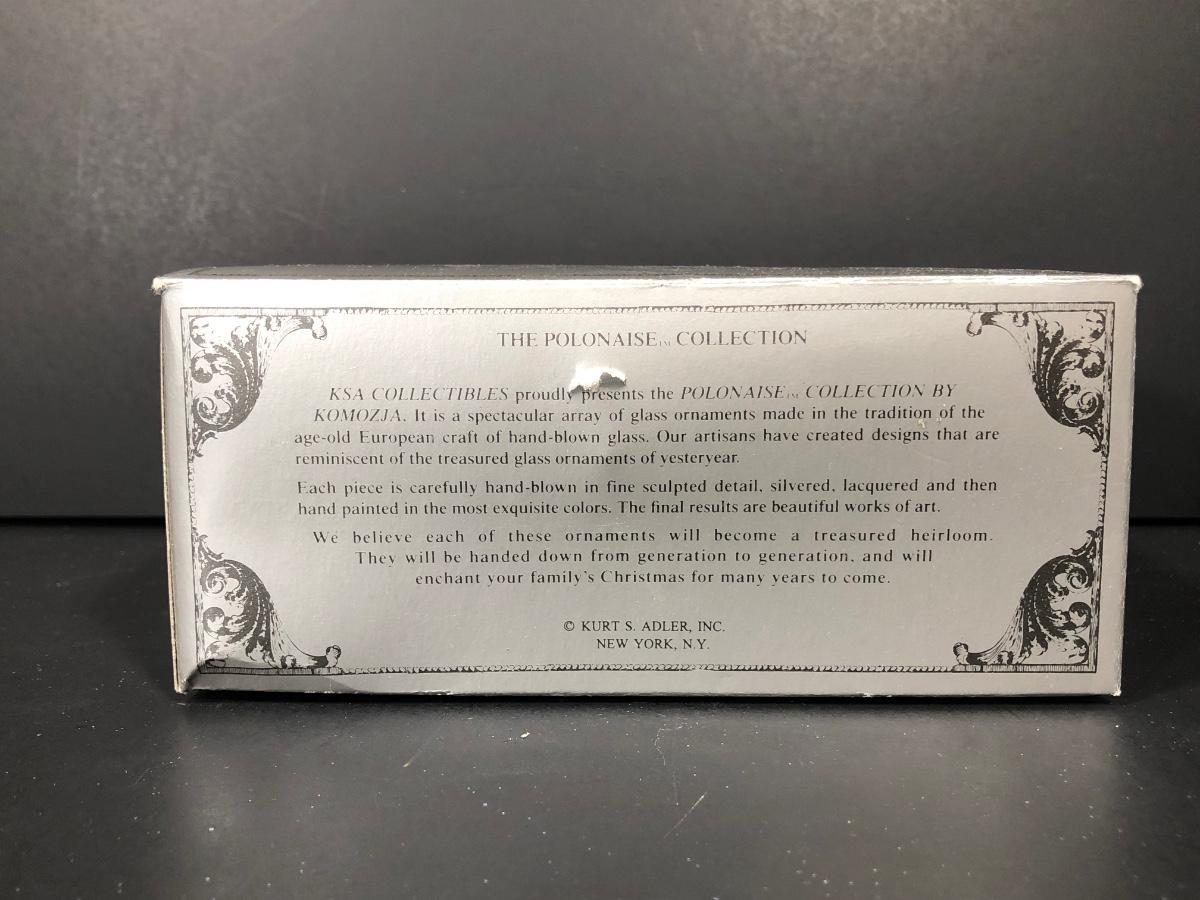 THE POLONAISE™ COLLECTION
KSA COLLECTIBLES proudly presents the POLONAISE™ COLLECTION BY
KOMOZJA. It is a spectacular array of glass ornaments made in the tradition of the
age-old European craft of hand-blown glass. Our artisans have created designs that are
reminiscent of the treasured glass ornaments of yesteryear.
Each piece is carefully hand-blown in fine sculpted detail, silvered, lacquered and then
hand painted in the most exquisite colors. The final results are beautiful works of art.
We believe each of these ornaments will become a treasured heirloom.
They will be handed down from generation to generation, and will
enchant your family's Christmas for many years to come.
© KURT S. ADLER, INC.
NEW YORK, N.Y.